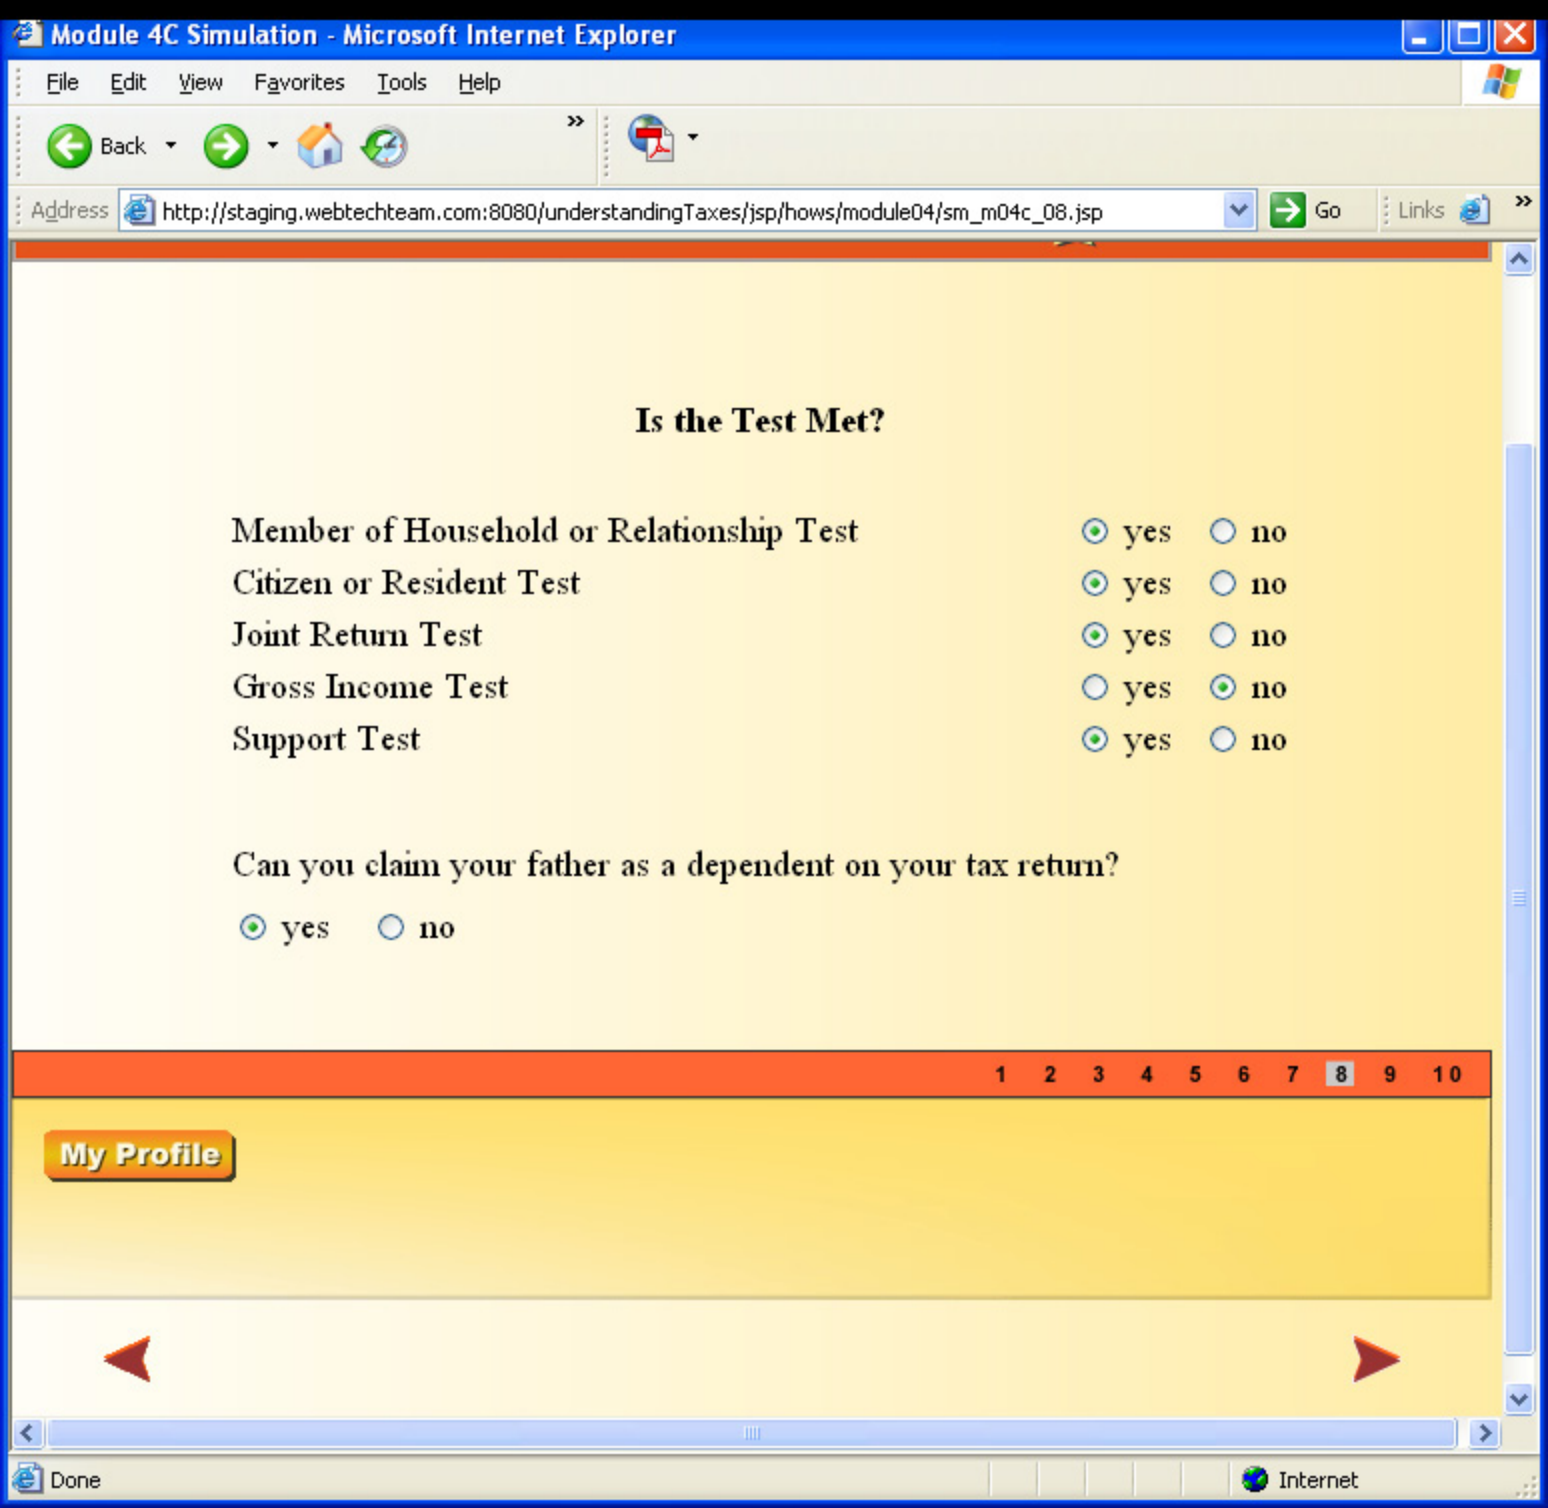 Module 4C Simulation - Microsoft Internet Explorer
File Edit View Favorites Tools Help
Back »
Address http://staging.webtechteam.com:8080/understandingTaxes/jsp/hows/module04/sm_m04c_08.jsp Go Links »
Is the Test Met?
Member of Household or Relationship Test yes no
Citizen or Resident Test yes no
Joint Return Test yes no
Gross Income Test yes no
Support Test yes no
Can you claim your father as a dependent on your tax return?
yes no
1 2 3 4 5 6 7 8 9 10
My Profile
Done Internet